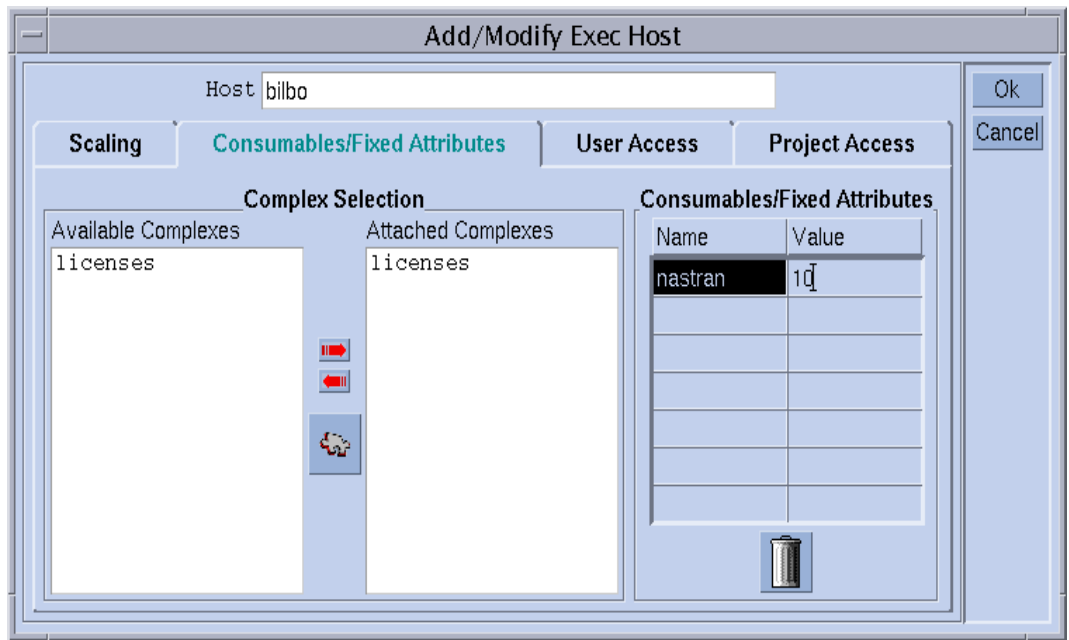 Add/Modify Exec Host
Host bilbo
Ok
Cancel
Scaling
Consumables/Fixed Attributes
User Access
Project Access
Complex Selection
Available Complexes
licenses
Attached Complexes
licenses
Consumables/Fixed Attributes
Name Value
nastran 10